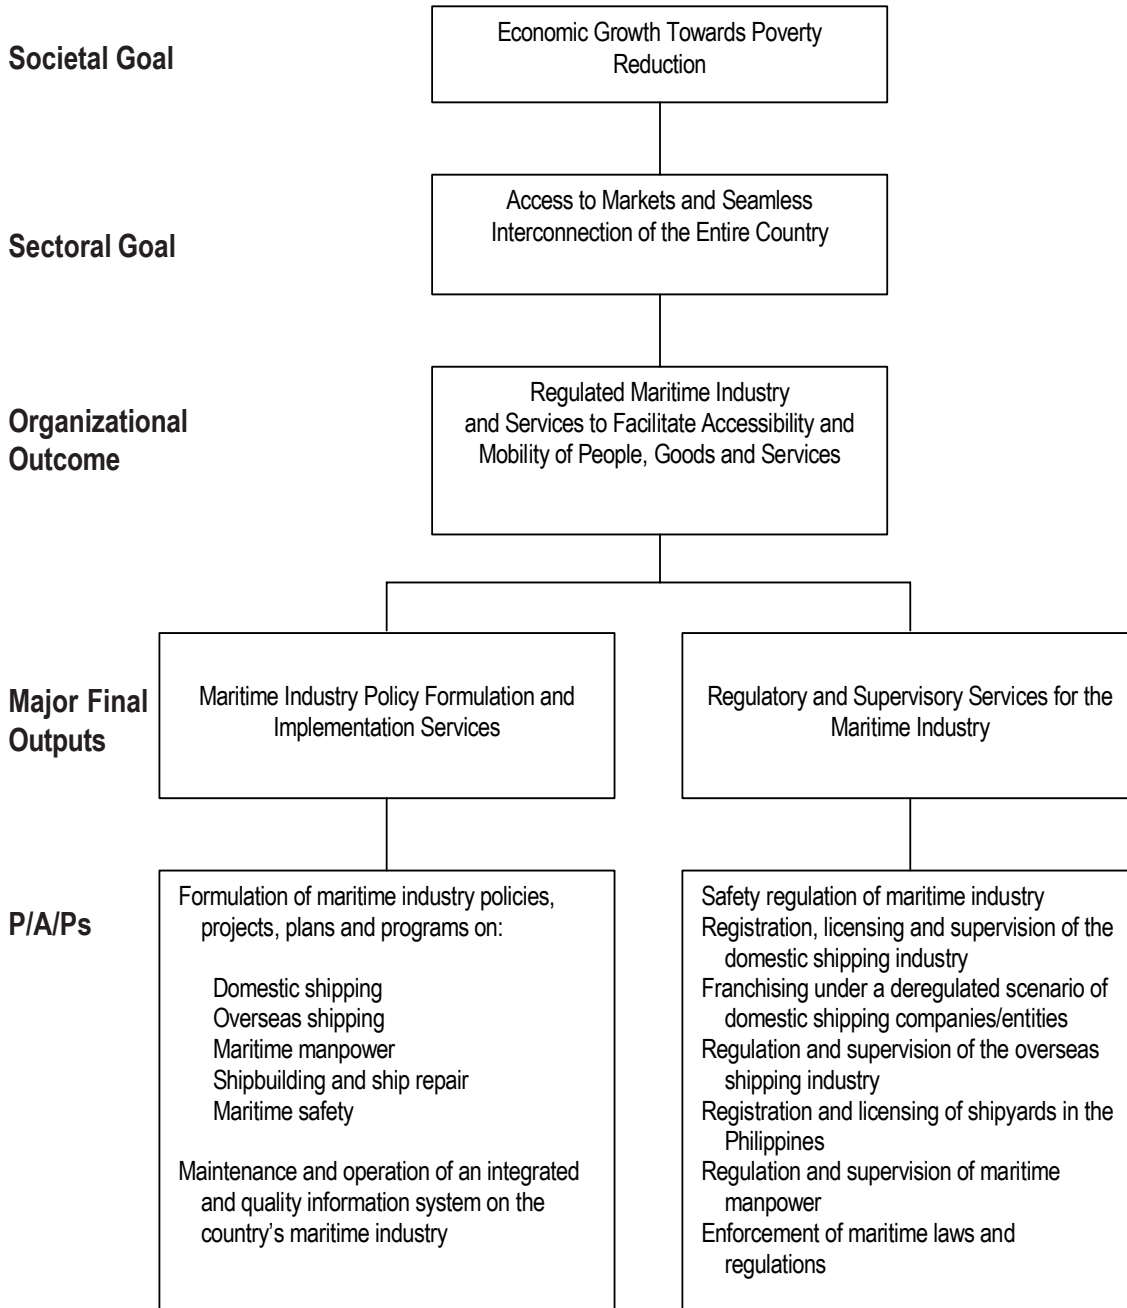 Societal Goal
Economic Growth Towards Poverty
Reduction
Sectoral Goal
Access to Markets and Seamless
Interconnection of the Entire Country
Organizational
Outcome
Regulated Maritime Industry
and Services to Facilitate Accessibility and
Mobility of People, Goods and Services
Major Final
Outputs
Maritime Industry Policy Formulation and
Implementation Services
Regulatory and Supervisory Services for the
Maritime Industry
P/A/Ps
Formulation of maritime industry policies,
projects, plans and programs on:
Domestic shipping
Overseas shipping
Maritime manpower
Shipbuilding and ship repair
Maritime safety
Maintenance and operation of an integrated
and quality information system on the
country’s maritime industry
Safety regulation of maritime industry
Registration, licensing and supervision of the
domestic shipping industry
Franchising under a deregulated scenario of
domestic shipping companies/entities
Regulation and supervision of the overseas
shipping industry
Registration and licensing of shipyards in the
Philippines
Regulation and supervision of maritime
manpower
Enforcement of maritime laws and
regulations